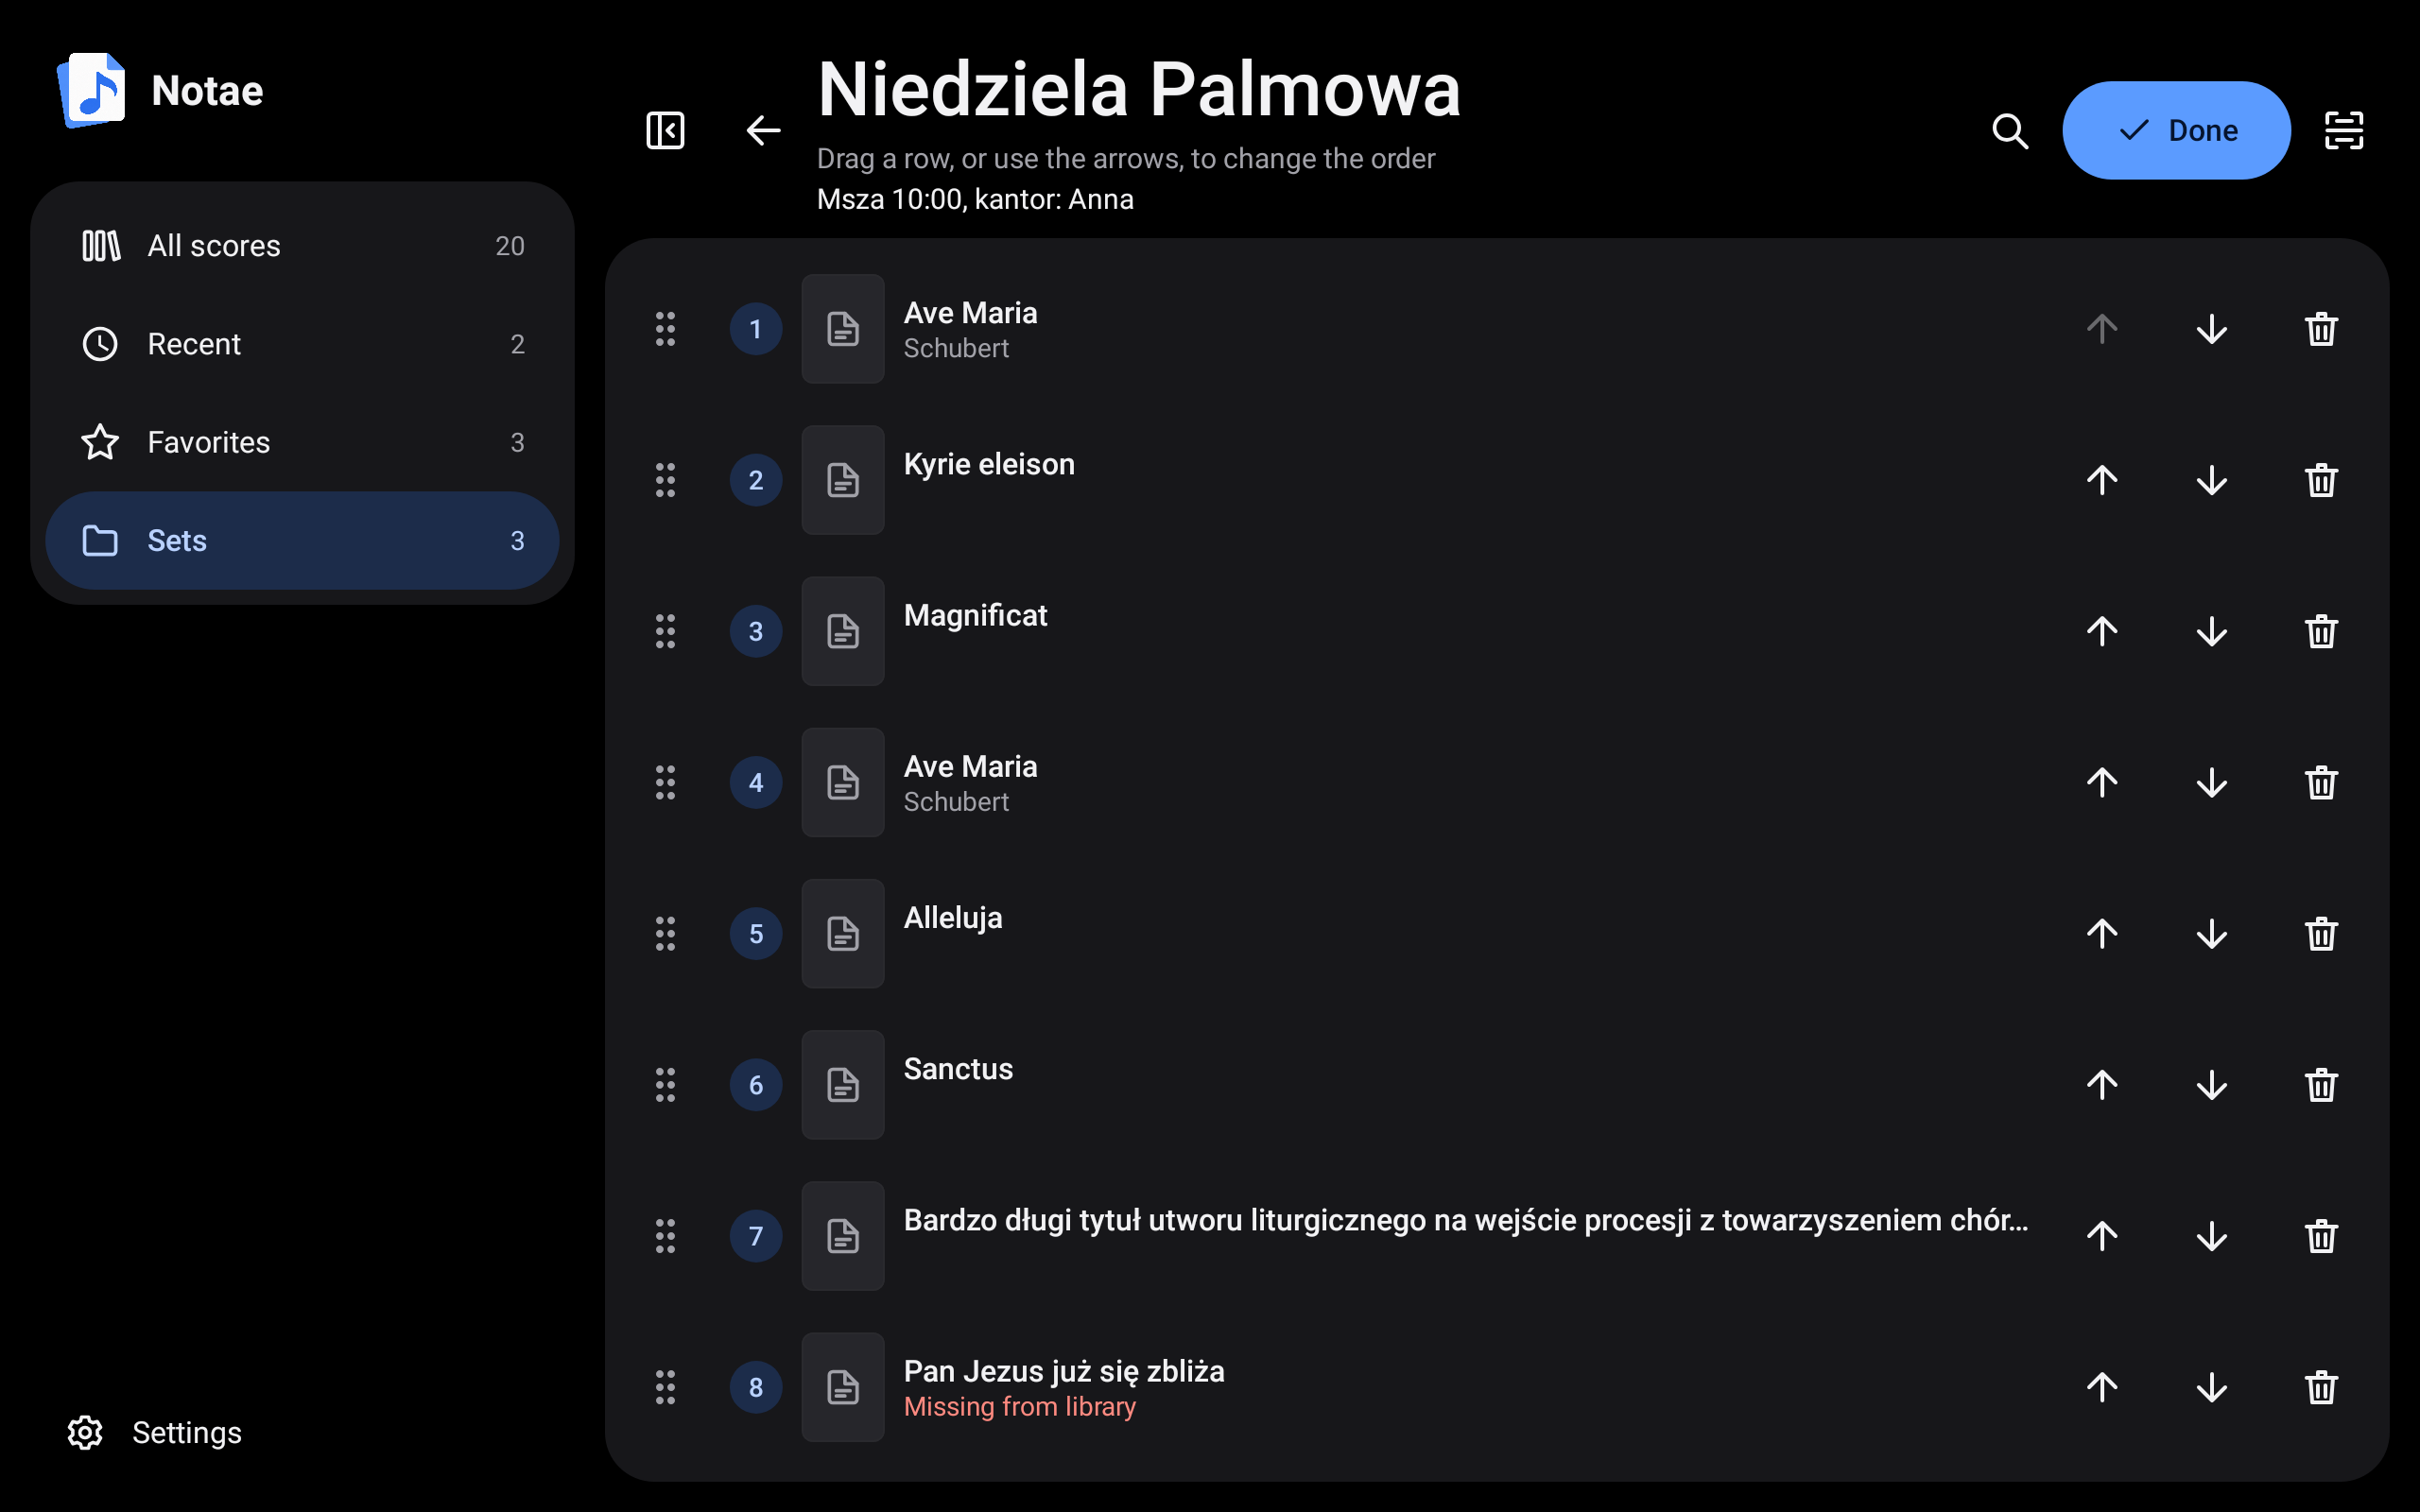 Notae
All scores 20
Recent 2
Favorites 3
Sets 3
Settings
Niedziela Palmowa
Drag a row, or use the arrows, to change the order
Msza 10:00, kantor: Anna
Done
1 Ave Maria
Schubert
2 Kyrie eleison
3 Magnificat
4 Ave Maria
Schubert
5 Alleluja
6 Sanctus
7 Bardzo długi tytuł utworu liturgicznego na wejście procesji z towarzyszeniem chór...
8 Pan Jezus już się zbliża
Missing from library